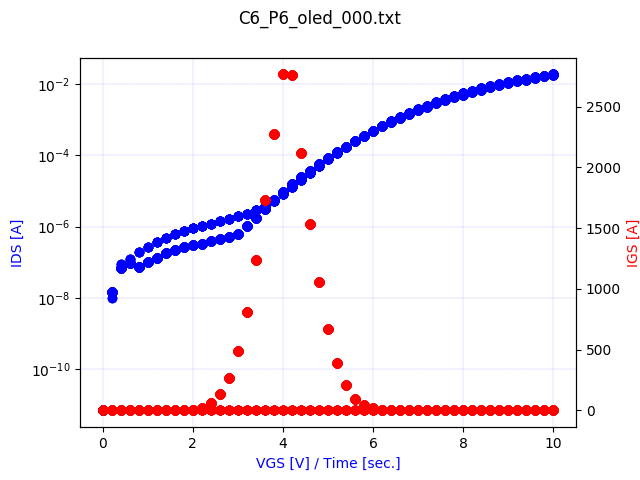 C6_P6_oled_000.txt
10⁻²
10⁻⁴
10⁻⁶
10⁻⁸
10⁻¹⁰
IDS [A]
2500
2000
1500
1000
500
0
IGS [A]
0 2 4 6 8 10
VGS [V] / Time [sec.]